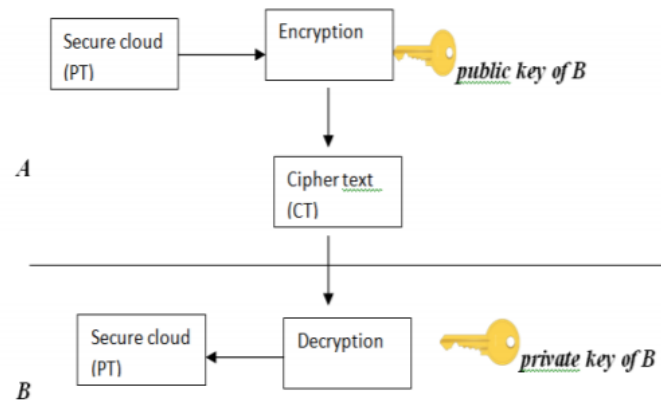 Secure cloud
(PT)
Encryption
public key of B
A
Cipher text
(CT)
Secure cloud
(PT)
Decryption
private key of B
B